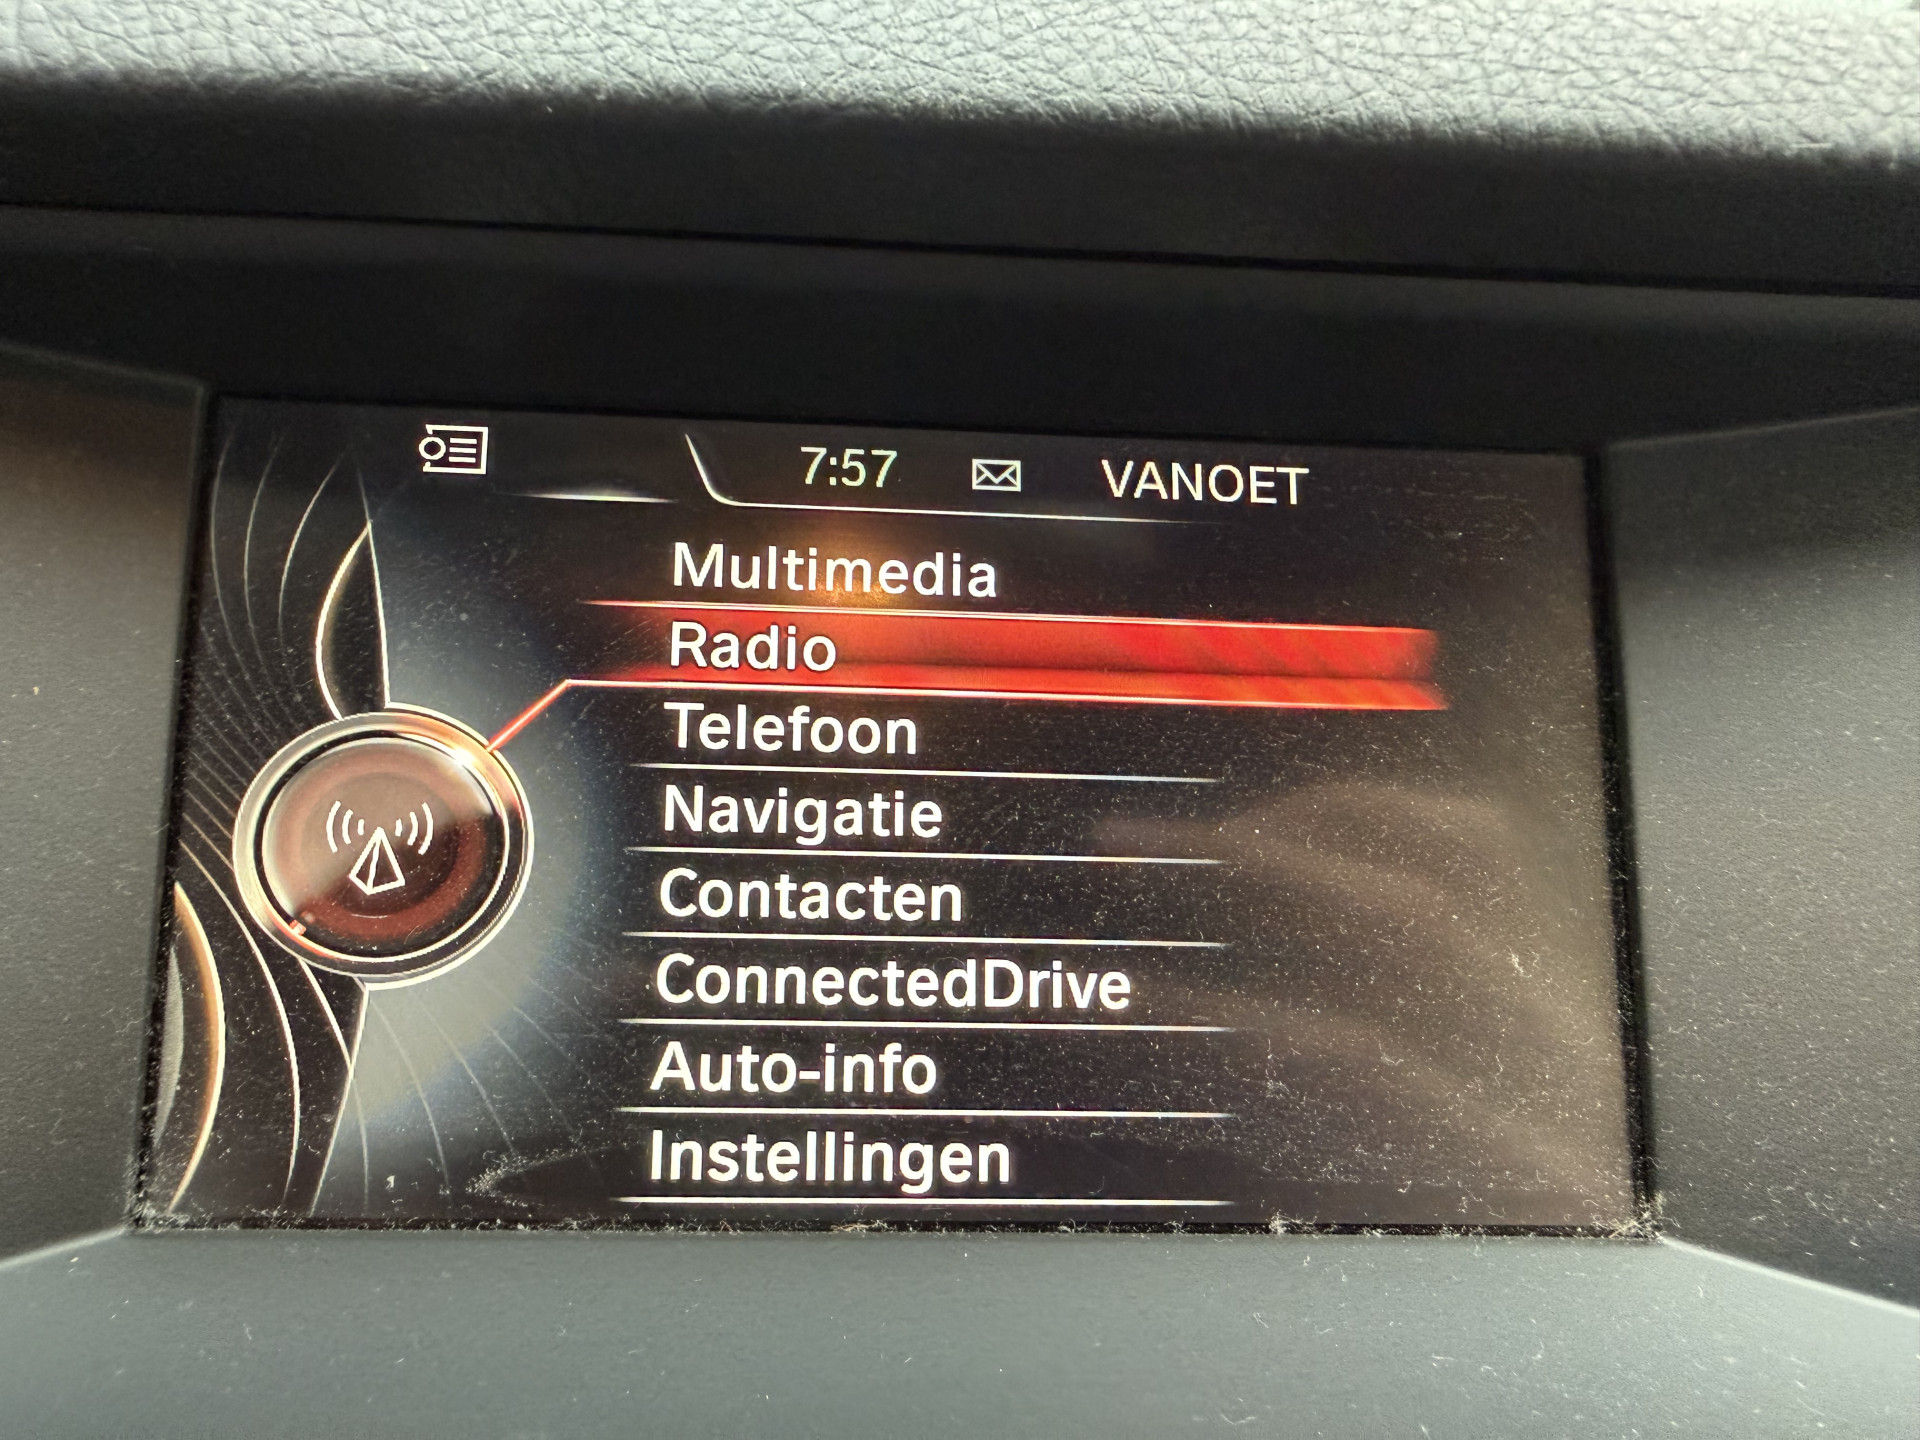 7:57 VANOET
Multimedia
Radio
Telefoon
Navigatie
Contacten
ConnectedDrive
Auto-info
Instellingen